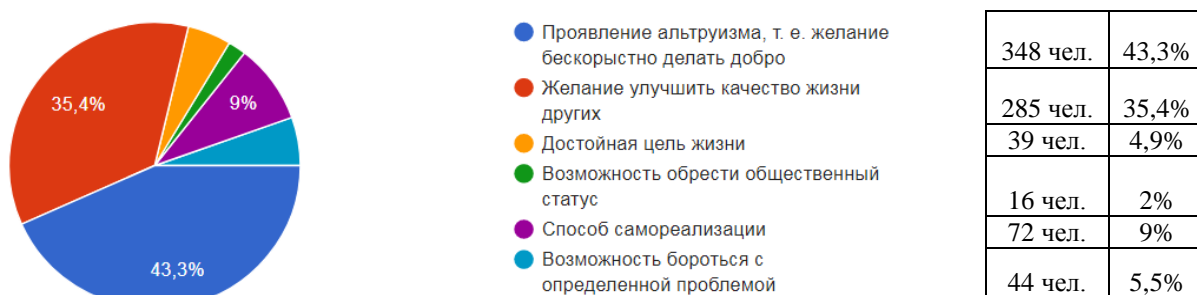 35,4%
9%
43,3%
Проявление альтруизма, т. е. желание
бескорыстно делать добро
Желание улучшить качество жизни
других
Достойная цель жизни
Возможность обрести общественный
статус
Способ самореализации
Возможность бороться с
определенной проблемой
348 чел. 43,3%
285 чел. 35,4%
39 чел. 4,9%
16 чел. 2%
72 чел. 9%
44 чел. 5,5%